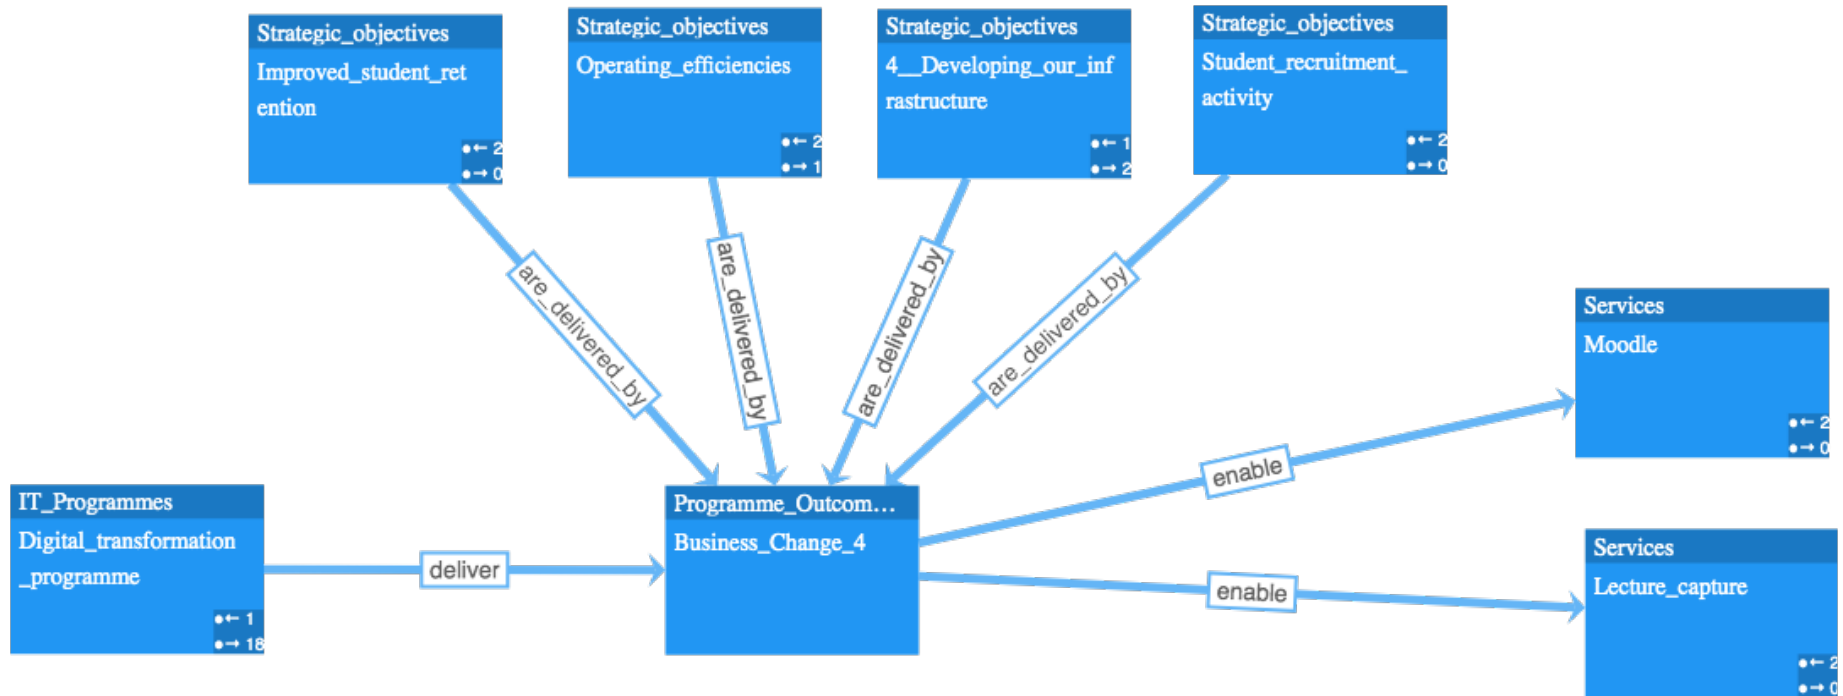 Strategic_objectives
Improved_student_ret
ention
●← 2
●→ 0
Strategic_objectives
Operating_efficiencies
●← 2
●→ 1
Strategic_objectives
4__Developing_our_inf
rastructure
●← 1
●→ 2
Strategic_objectives
Student_recruitment_
activity
●← 2
●→ 0
are_delivered_by
are_delivered_by
are_delivered_by
are_delivered_by
Services
Moodle
●← 2
●→ 0
enable
IT_Programmes
Digital_transformation
_programme
●← 1
●→ 18
deliver
Programme_Outcom...
Business_Change_4
enable
Services
Lecture_capture
●← 2
●→ 0